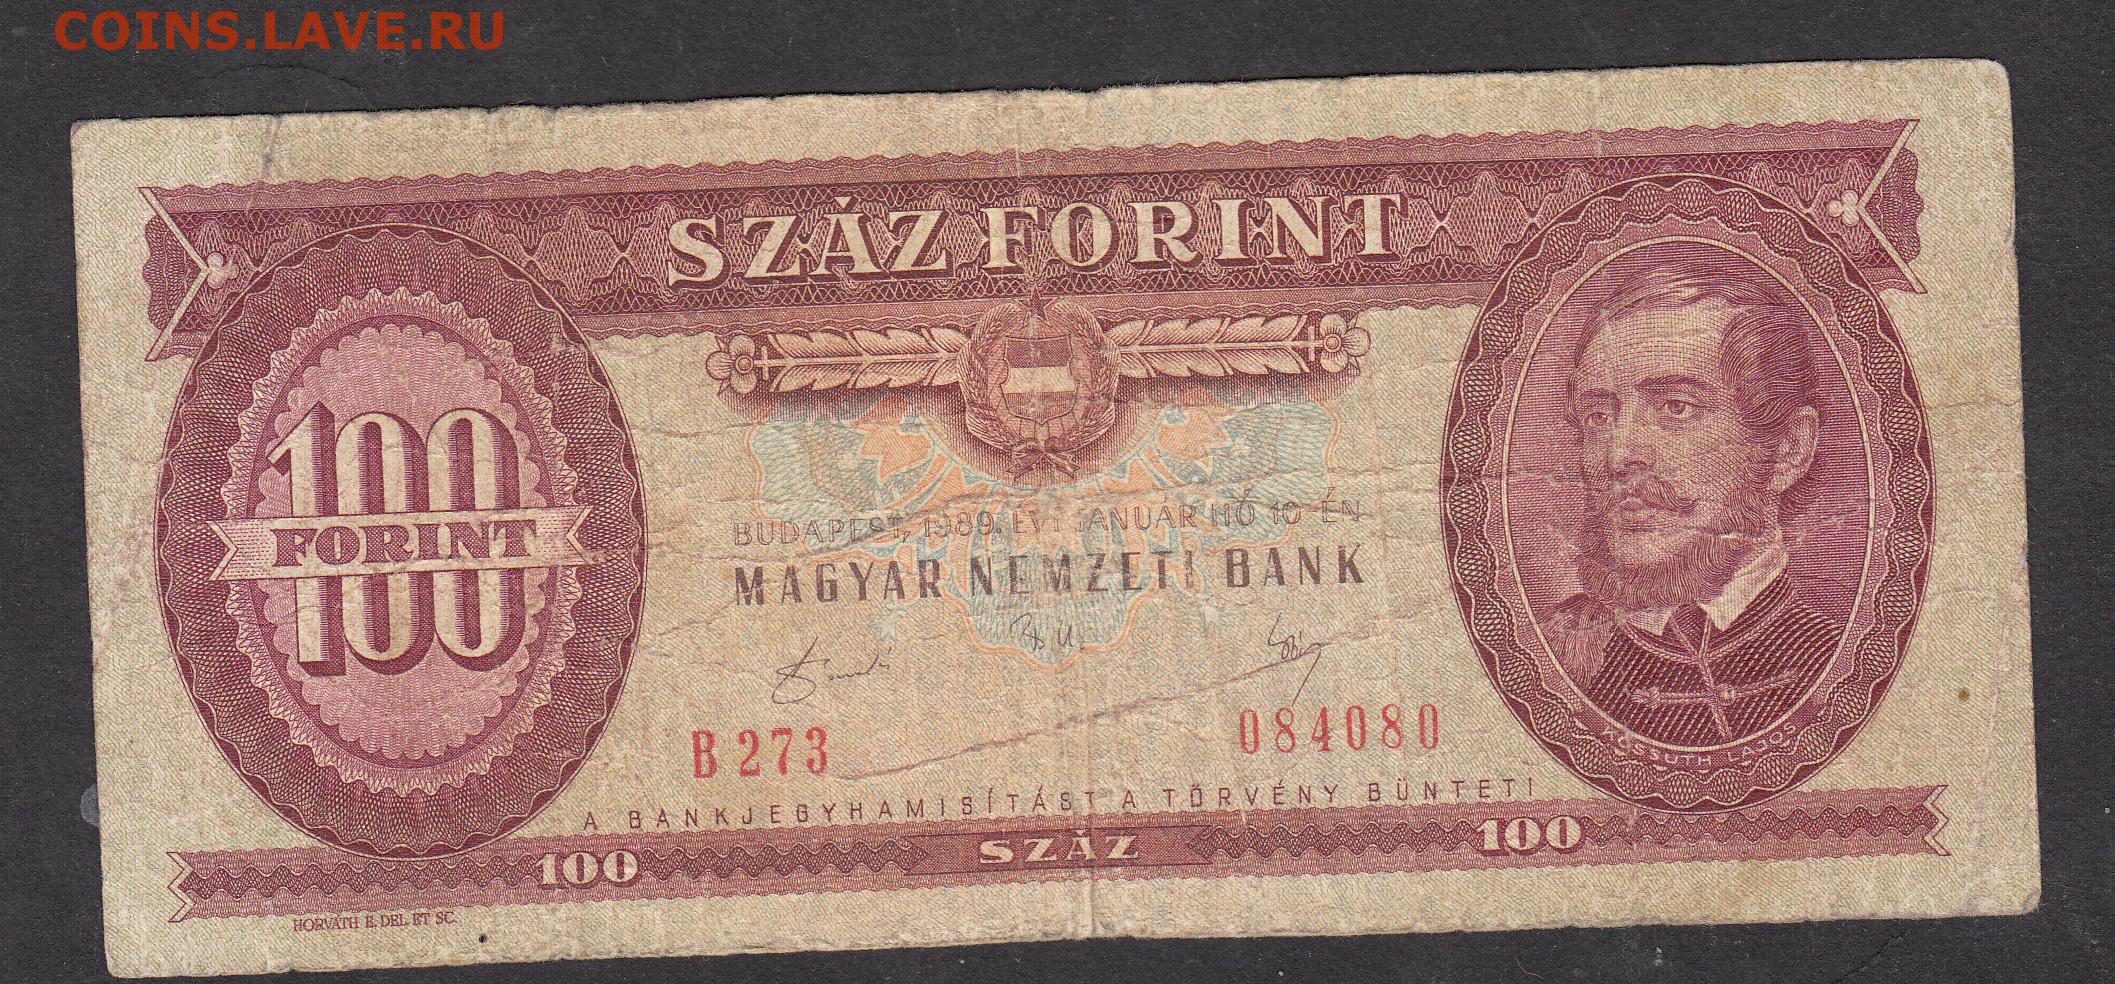 COINS.LAVE.RU
SZÁZ FORINT
100
FORINT
BUDAPEST, 1989. ÉVI JANUÁR HÓ 10-ÉN
MAGYAR NEMZETI BANK
B 273
084080
KOSSUTH LAJOS
A BANKJEGYHAMISÍTÁST A TÖRVÉNY BÜNTETI
100 SZÁZ 100
HORVÁTH E. DEL. ET SC.